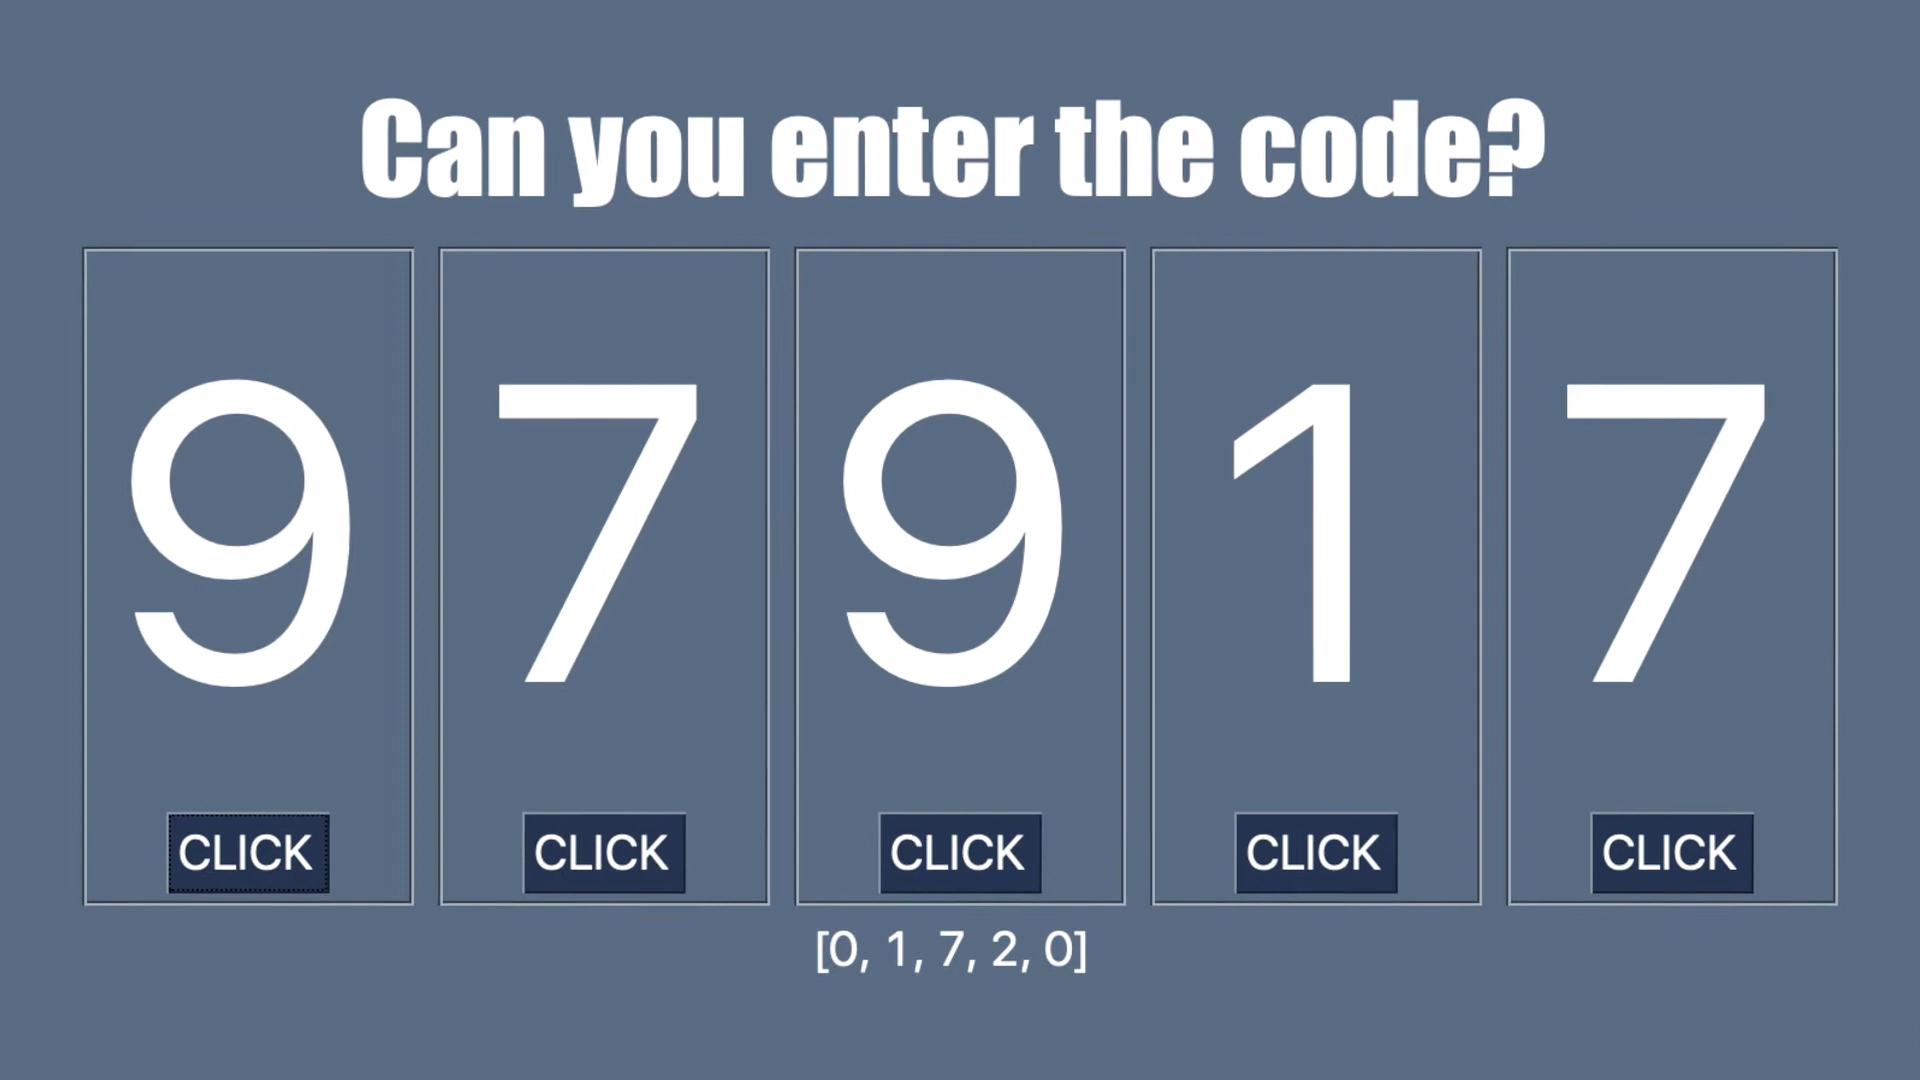 Can you enter the code?
9 7 9 1 7
CLICK CLICK CLICK CLICK CLICK
[0, 1, 7, 2, 0]